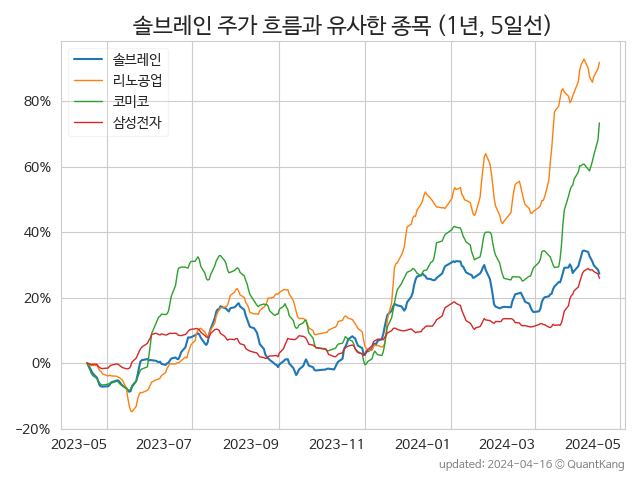 솔브레인 주가 흐름과 유사한 종목 (1년, 5일선)
솔브레인
리노공업
코미코
삼성전자
80%
60%
40%
20%
0%
−20%
2023-05 2023-07 2023-09 2023-11 2024-01 2024-03 2024-05
updated: 2024-04-16 © QuantKang